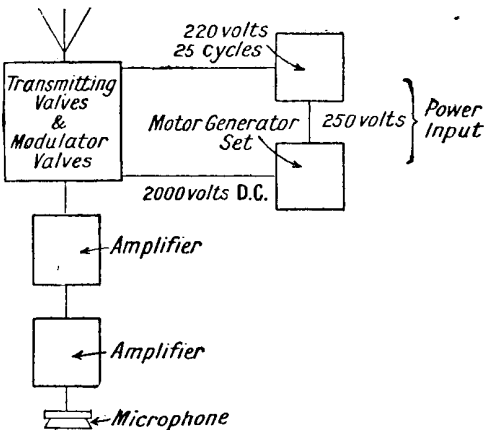 220 volts
25 Cycles
Transmitting
Valves
&
Modulator
Valves
Motor Generator
Set
250 volts
Power
Input
2000 volts D.C.
Amplifier
Amplifier
Microphone